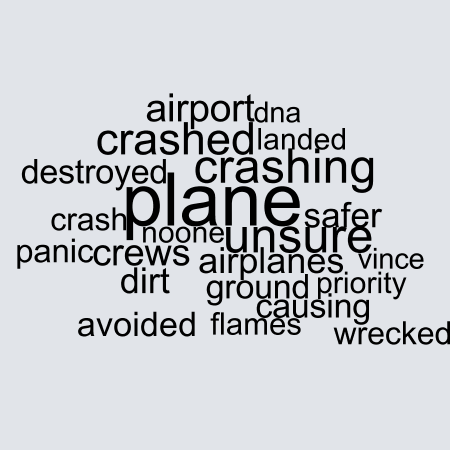 airport dna
crashed landed
destroyed crashing
plane
crash noone unsure safer
panic crews airplanes vince
dirt ground priority
causing
avoided flames wrecked